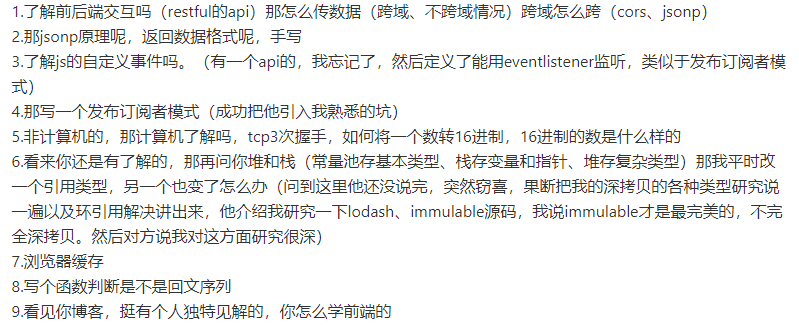 1.了解前后端交互吗（restful的api）那怎么传数据（跨域、不跨域情况）跨域怎么跨（cors、jsonp）
2.那jsonp原理呢，返回数据格式呢，手写
3.了解js的自定义事件吗。（有一个api的，我忘记了，然后定义了能用eventlistener监听，类似于发布订阅者模
式）
4.那写一个发布订阅者模式（成功把他引入我熟悉的坑）
5.非计算机的，那计算机了解吗，tcp3次握手，如何将一个数转16进制，16进制的数是什么样的
6.看来你还是有了解的，那再问你堆和栈（常量池存基本类型、栈存变量和指针、堆存复杂类型）那我平时改
一个引用类型，另一个也变了怎么办（问到这里他还没说完，突然窃喜，果断把我的深拷贝的各种类型研究说
一遍以及环引用解决讲出来，他介绍我研究一下lodash、immulable源码，我说immulable才是最完美的，不完
全深拷贝。然后对方说我对这方面研究很深）
7.浏览器缓存
8.写个函数判断是不是回文序列
9.看见你博客，挺有个人独特见解的，你怎么学前端的